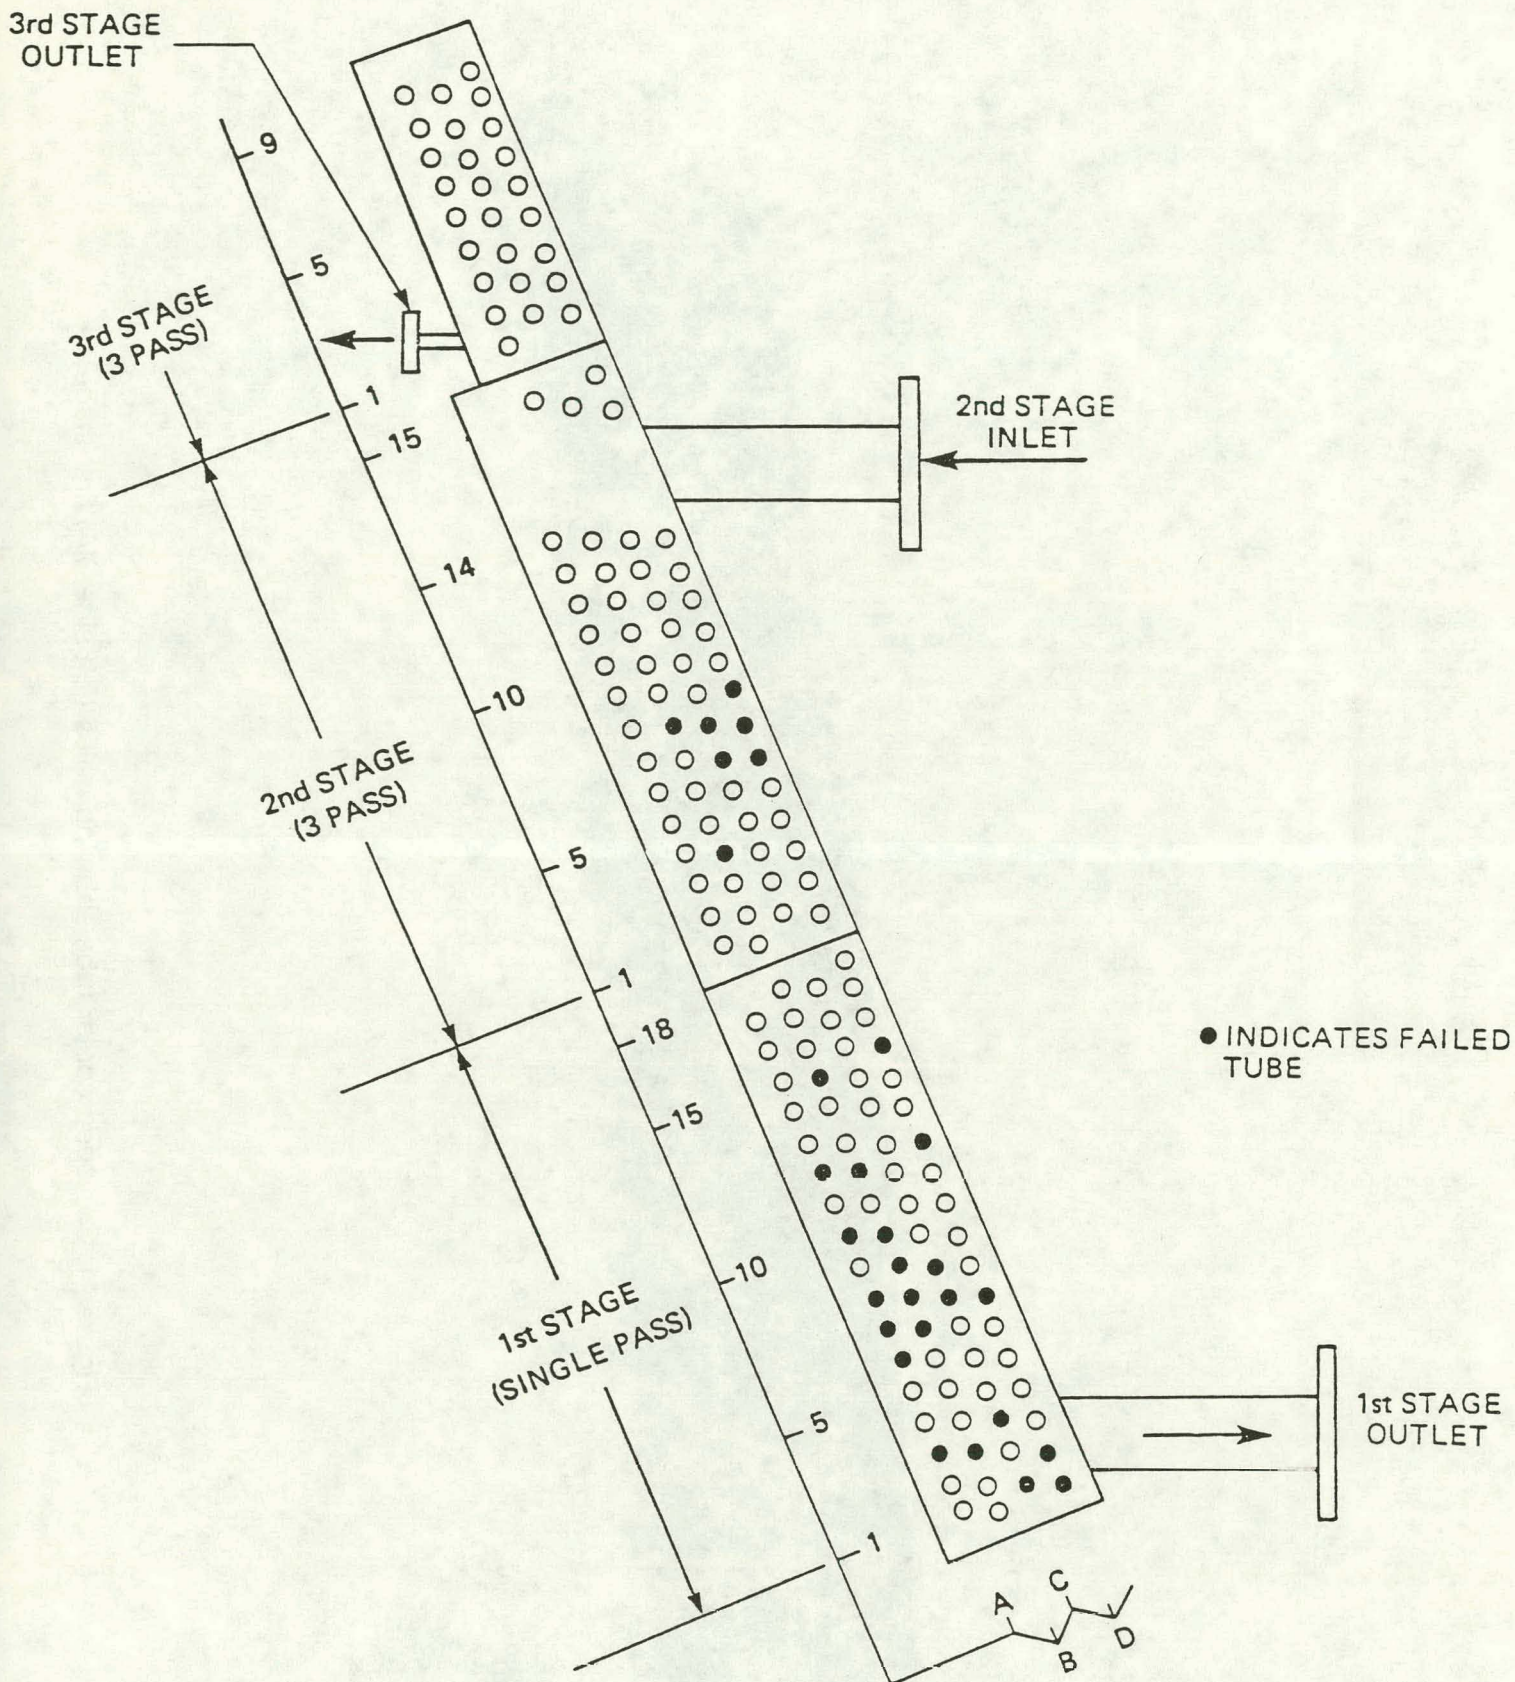 3rd STAGE
OUTLET
9
5
3rd STAGE
(3 PASS)
1
15
2nd STAGE
INLET
14
10
2nd STAGE
(3 PASS)
5
1
18
● INDICATES FAILED
TUBE
15
10
1st STAGE
(SINGLE PASS)
5
1st STAGE
OUTLET
1
A
C
B
D